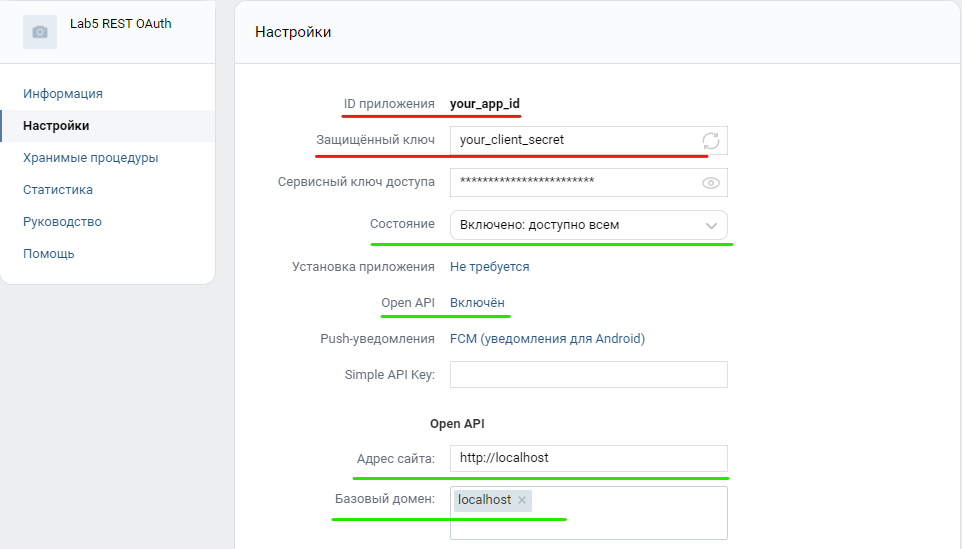 Lab5 REST OAuth
Информация
Настройки
Хранимые процедуры
Статистика
Руководство
Помощь
Настройки
ID приложения your_app_id
Защищённый ключ your_client_secret
Сервисный ключ доступа ************************
Состояние Включено: доступно всем
Установка приложения Не требуется
Open API Включён
Push-уведомления FCM (уведомления для Android)
Simple API Key:
Open API
Адрес сайта: http://localhost
Базовый домен: localhost ×